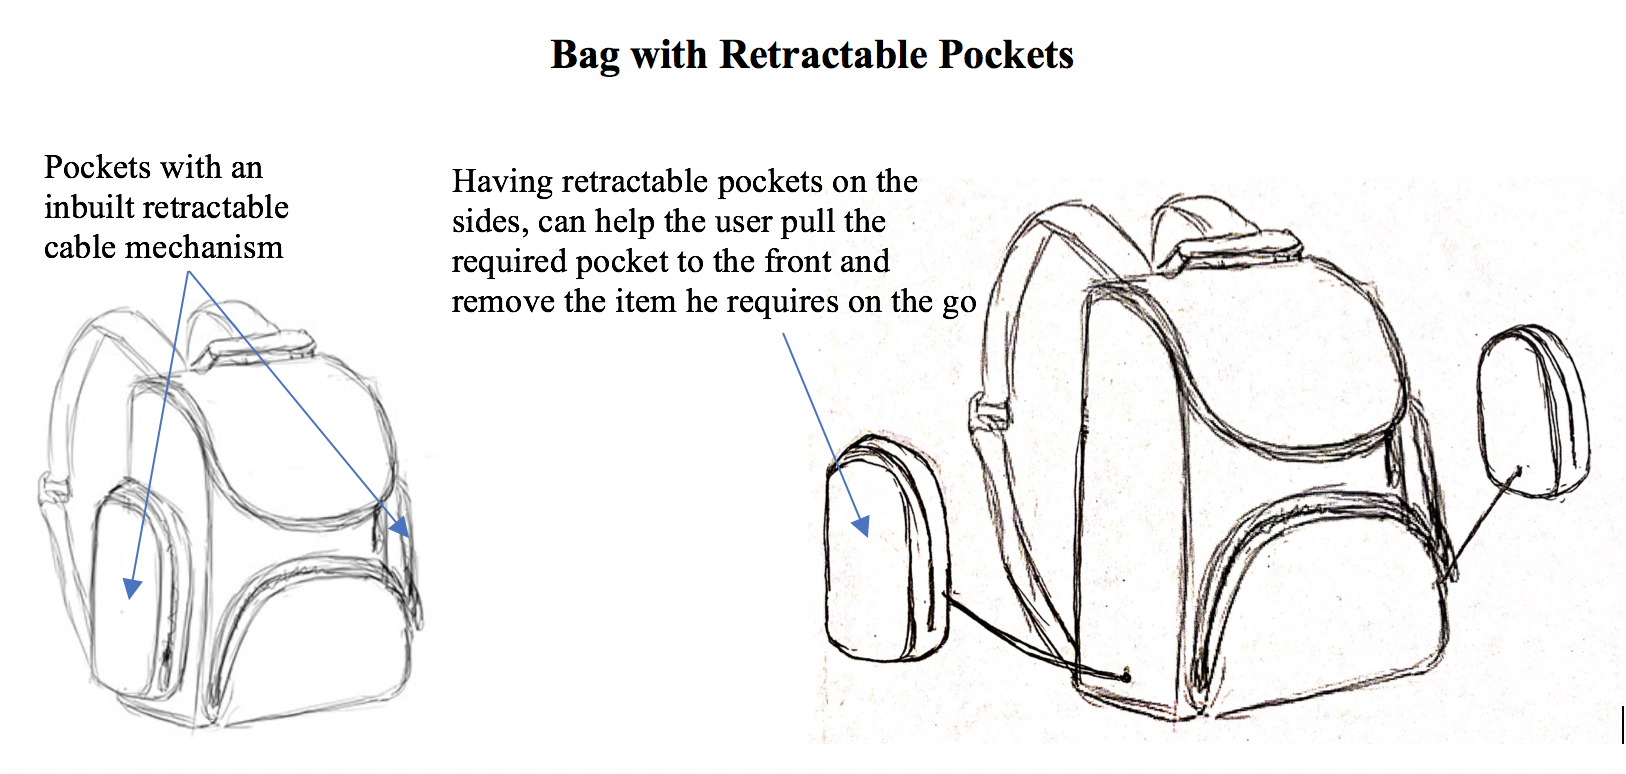 Bag with Retractable Pockets
Pockets with an
inbuilt retractable
cable mechanism
Having retractable pockets on the
sides, can help the user pull the
required pocket to the front and
remove the item he requires on the go